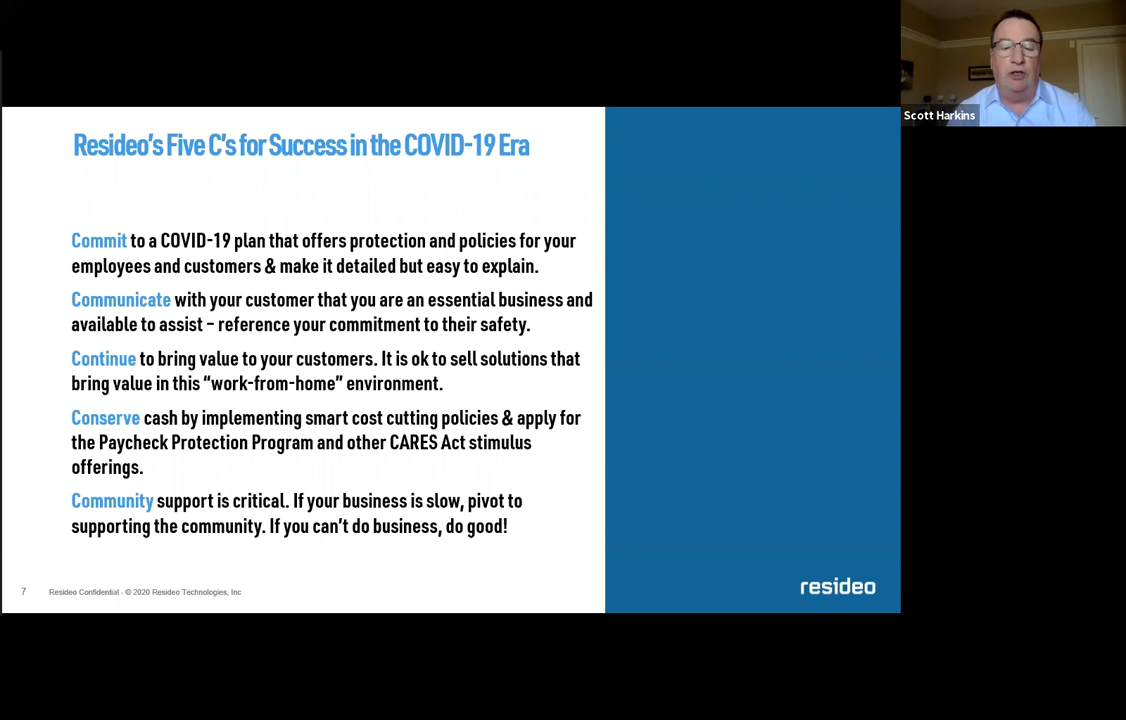 Scott Harkins
Resideo's Five C's for Success in the COVID-19 Era
Commit to a COVID-19 plan that offers protection and policies for your
employees and customers & make it detailed but easy to explain.
Communicate with your customer that you are an essential business and
available to assist – reference your commitment to their safety.
Continue to bring value to your customers. It is ok to sell solutions that
bring value in this “work-from-home” environment.
Conserve cash by implementing smart cost cutting policies & apply for
the Paycheck Protection Program and other CARES Act stimulus
offerings.
Community support is critical. If your business is slow, pivot to
supporting the community. If you can't do business, do good!
7 Resideo Confidential - © 2020 Resideo Technologies, Inc
resideo